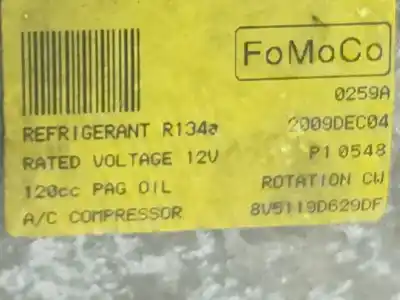 FoMoCo
0259A
REFRIGERANT R134a 2009DEC04
RATED VOLTAGE 12V P1 0548
120cc PAG OIL ROTATION CW
A/C COMPRESSOR 8V5119D629DF